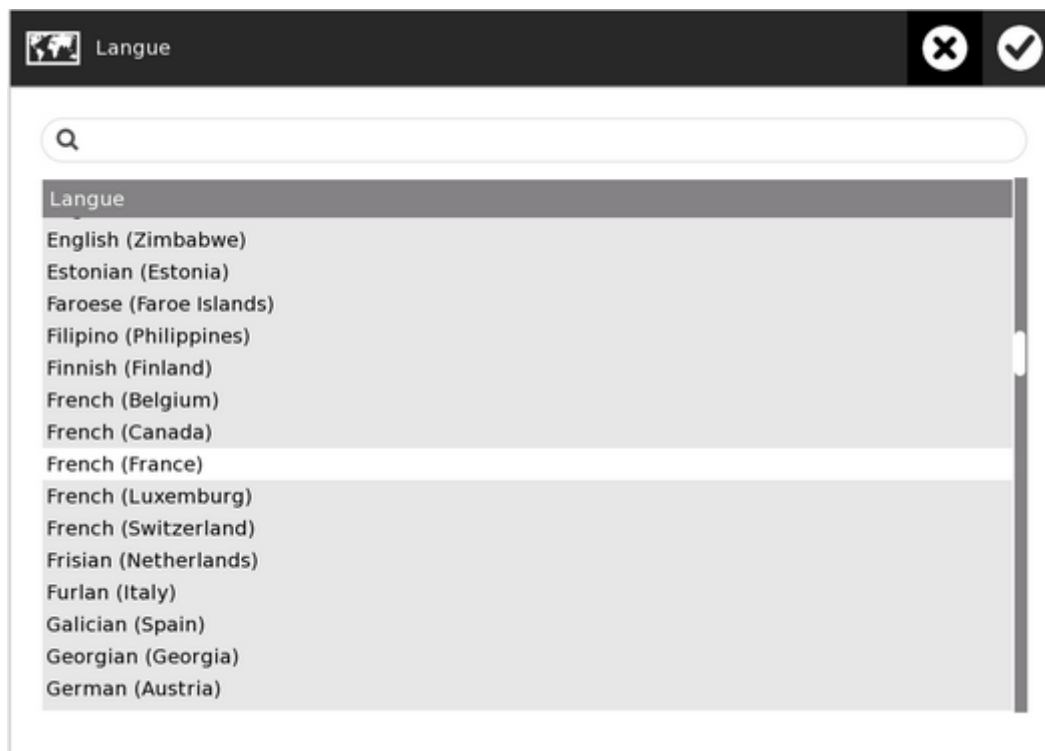 Langue
Langue
English (Zimbabwe)
Estonian (Estonia)
Faroese (Faroe Islands)
Filipino (Philippines)
Finnish (Finland)
French (Belgium)
French (Canada)
French (France)
French (Luxemburg)
French (Switzerland)
Frisian (Netherlands)
Furlan (Italy)
Galician (Spain)
Georgian (Georgia)
German (Austria)